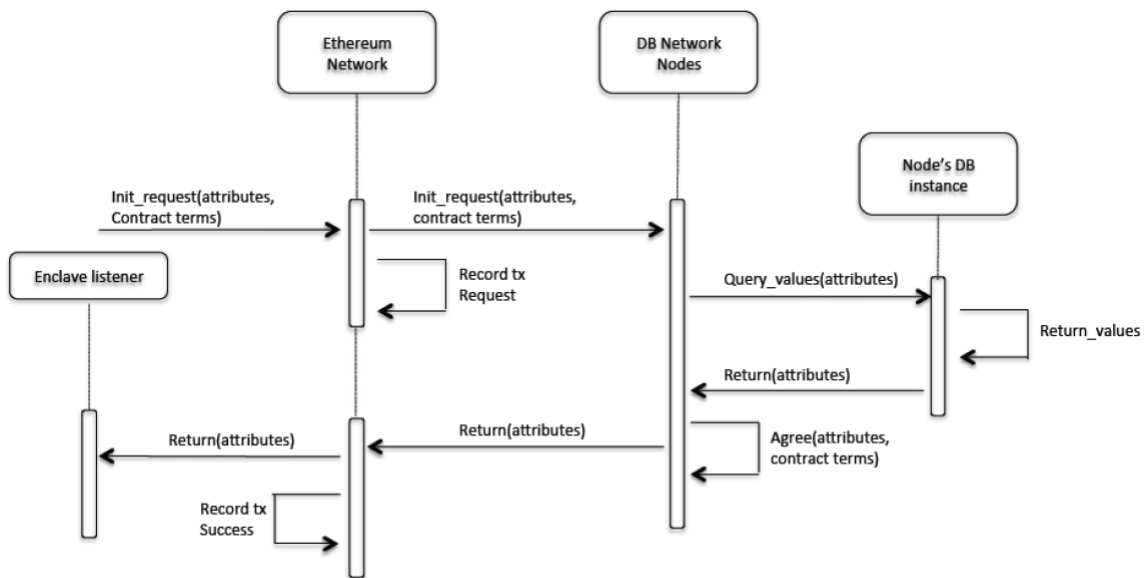 Ethereum
Network
DB Network
Nodes
Node's DB
instance
Init_request(attributes,
Contract terms)
Init_request(attributes,
contract terms)
Enclave listener
Record tx
Request
Query_values(attributes)
Return_values
Return(attributes)
Return(attributes)
Return(attributes)
Agree(attributes,
contract terms)
Record tx
Success